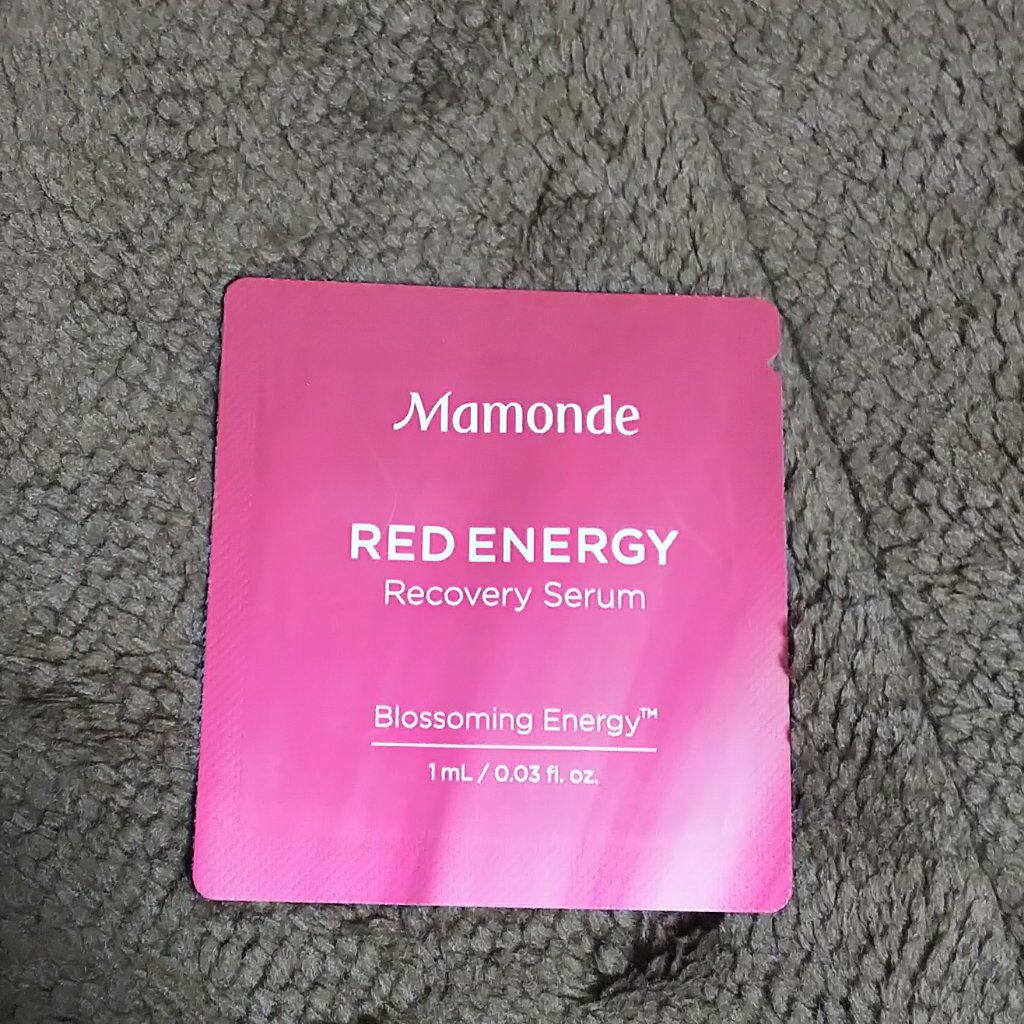 Mamonde
RED ENERGY
Recovery Serum
Blossoming Energy™
1 mL / 0.03 fl. oz.